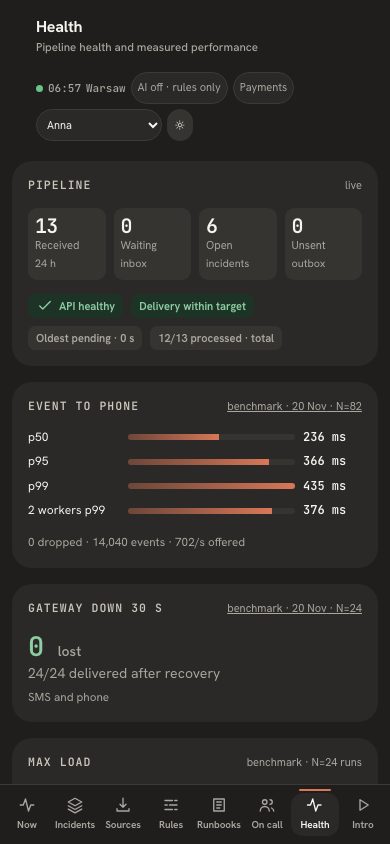 Health
Pipeline health and measured performance
06:57 Warsaw
AI off · rules only
Payments
Anna
PIPELINE
live
13
Received
24 h
0
Waiting
inbox
6
Open
incidents
0
Unsent
outbox
API healthy
Delivery within target
Oldest pending · 0 s
12/13 processed · total
EVENT TO PHONE
benchmark · 20 Nov · N=82
p50
236 ms
p95
366 ms
p99
435 ms
2 workers p99
376 ms
0 dropped · 14,040 events · 702/s offered
GATEWAY DOWN 30 S
benchmark · 20 Nov · N=24
0 lost
24/24 delivered after recovery
SMS and phone
MAX LOAD
benchmark · N=24 runs
Now
Incidents
Sources
Rules
Runbooks
On call
Health
Intro